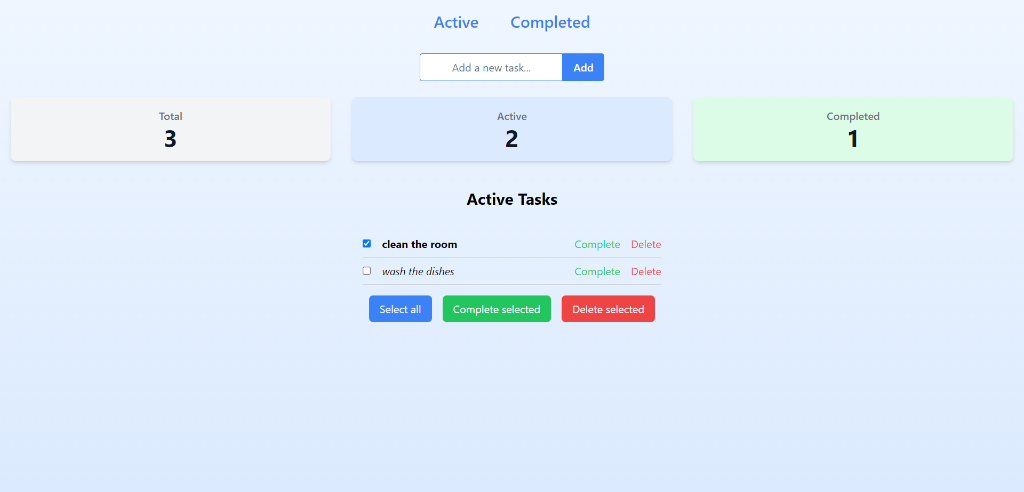 Active Completed
Add a new task... Add
Total Active Completed
3 2 1
Active Tasks
clean the room Complete Delete
wash the dishes Complete Delete
Select all Complete selected Delete selected